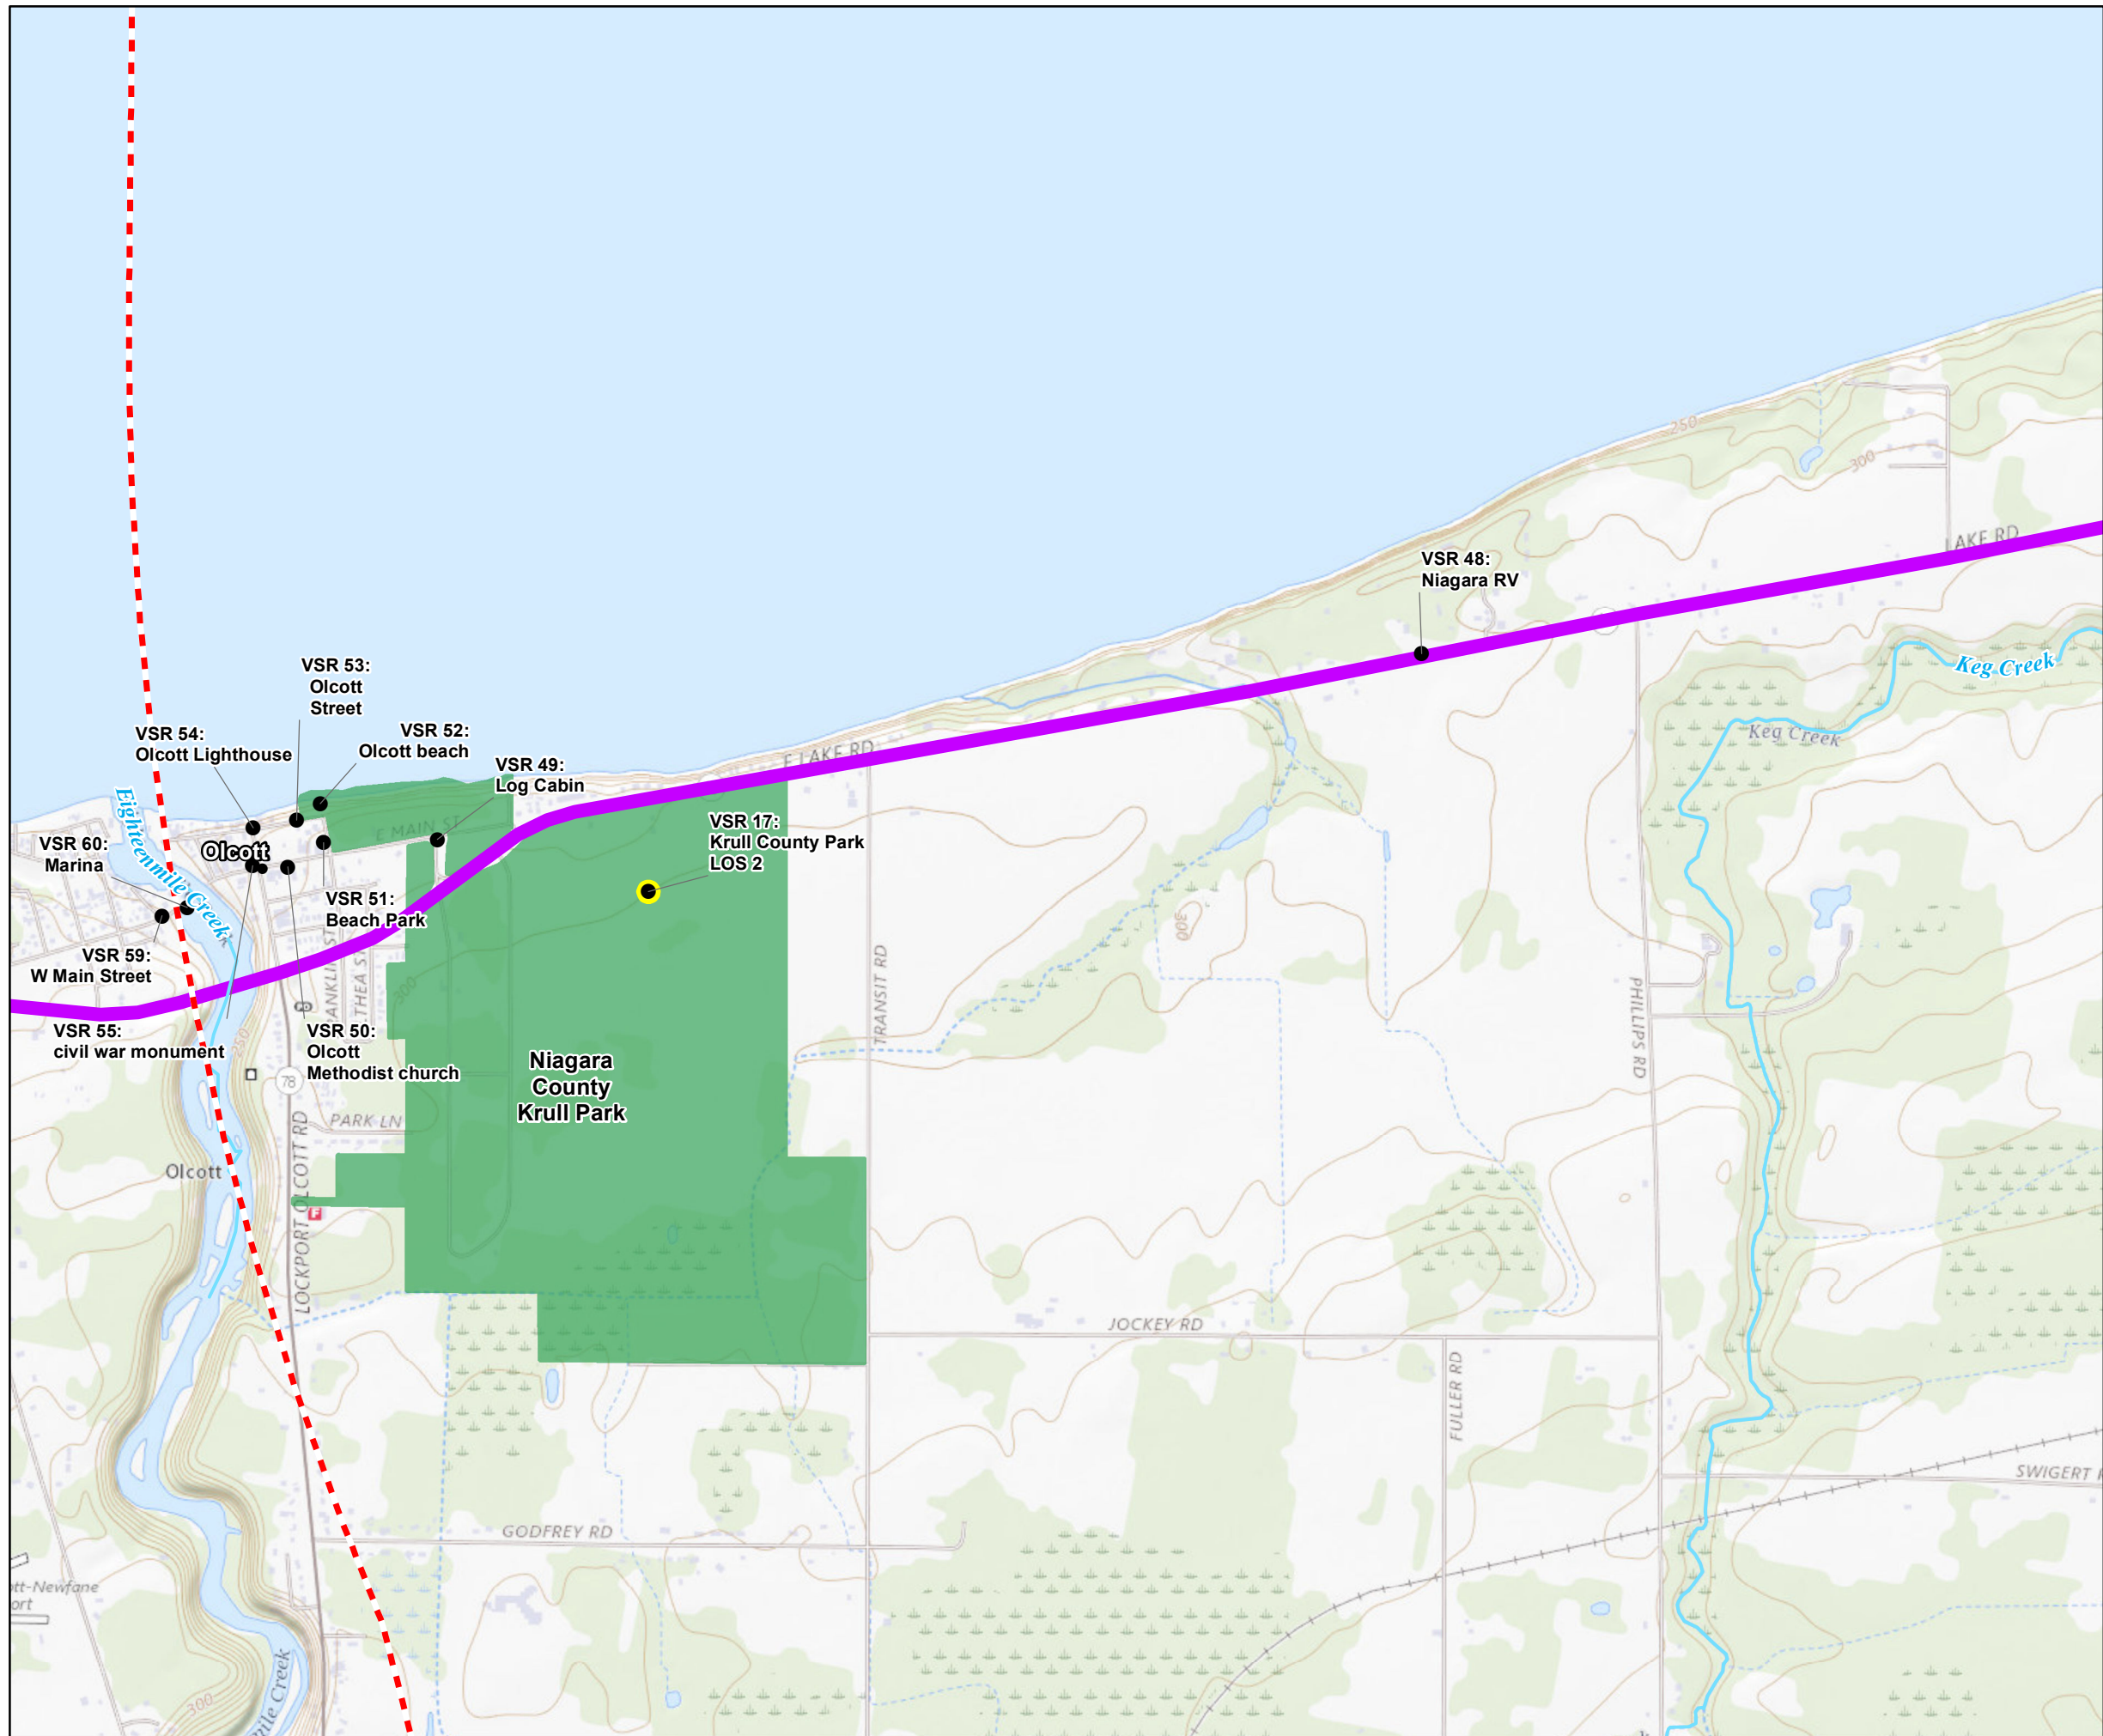 250
300
LAKE RD
VSR 48:
Niagara RV
Keg Creek
Keg Creek
VSR 53:
Olcott
Street
VSR 54:
Olcott Lighthouse
VSR 52:
Olcott beach
E LAKE RD
VSR 49:
Log Cabin
Eighteenmile Creek
E MAIN ST
VSR 17:
Krull County Park
LOS 2
VSR 60:
Marina
Olcott
VSR 51:
Beach Park
300
VSR 59:
W Main Street
300
TRANSIT RD
PHILLIPS RD
VSR 55:
civil war monument
250
VSR 50:
Olcott
Methodist church
78
Niagara
County
Krull Park
PARK LN
Olcott
LOCKPORT OLCOTT RD
F
JOCKEY RD
FULLER RD
SWIGERT
GODFREY RD
300
Creek